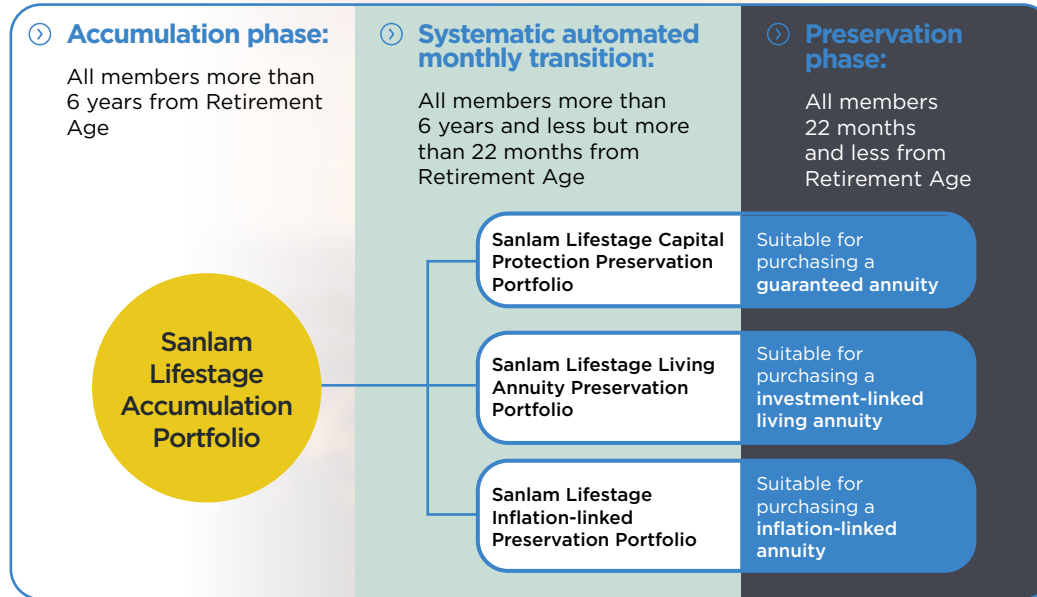 Accumulation phase:
All members more than
6 years from Retirement
Age
Systematic automated
monthly transition:
All members more than
6 years and less but more
than 22 months from
Retirement Age
Preservation
phase:
All members
22 months
and less from
Retirement Age
Sanlam
Lifestage
Accumulation
Portfolio
Sanlam Lifestage Capital
Protection Preservation
Portfolio
Suitable for
purchasing a
guaranteed annuity
Sanlam Lifestage Living
Annuity Preservation
Portfolio
Suitable for
purchasing a
investment-linked
living annuity
Sanlam Lifestage
Inflation-linked
Preservation Portfolio
Suitable for
purchasing a
inflation-linked
annuity